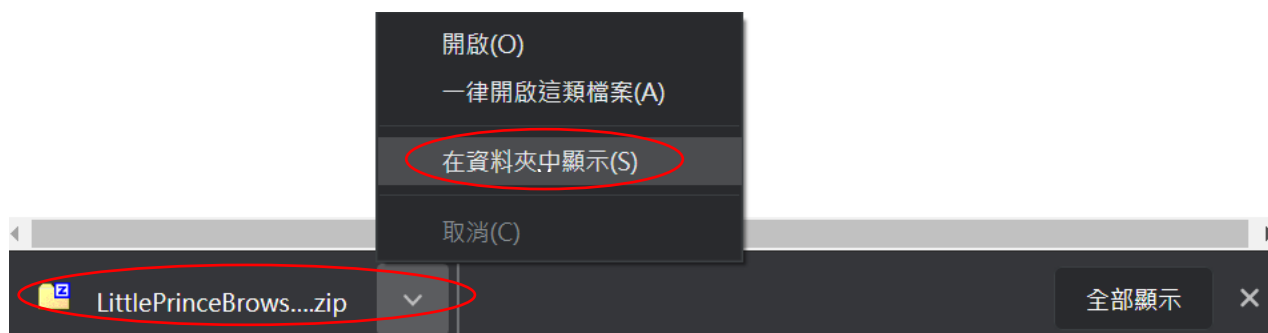 開啟(O)
一律開啟這類檔案(A)
在資料夾中顯示(S)
取消(C)
LittlePrinceBrows....zip
全部顯示